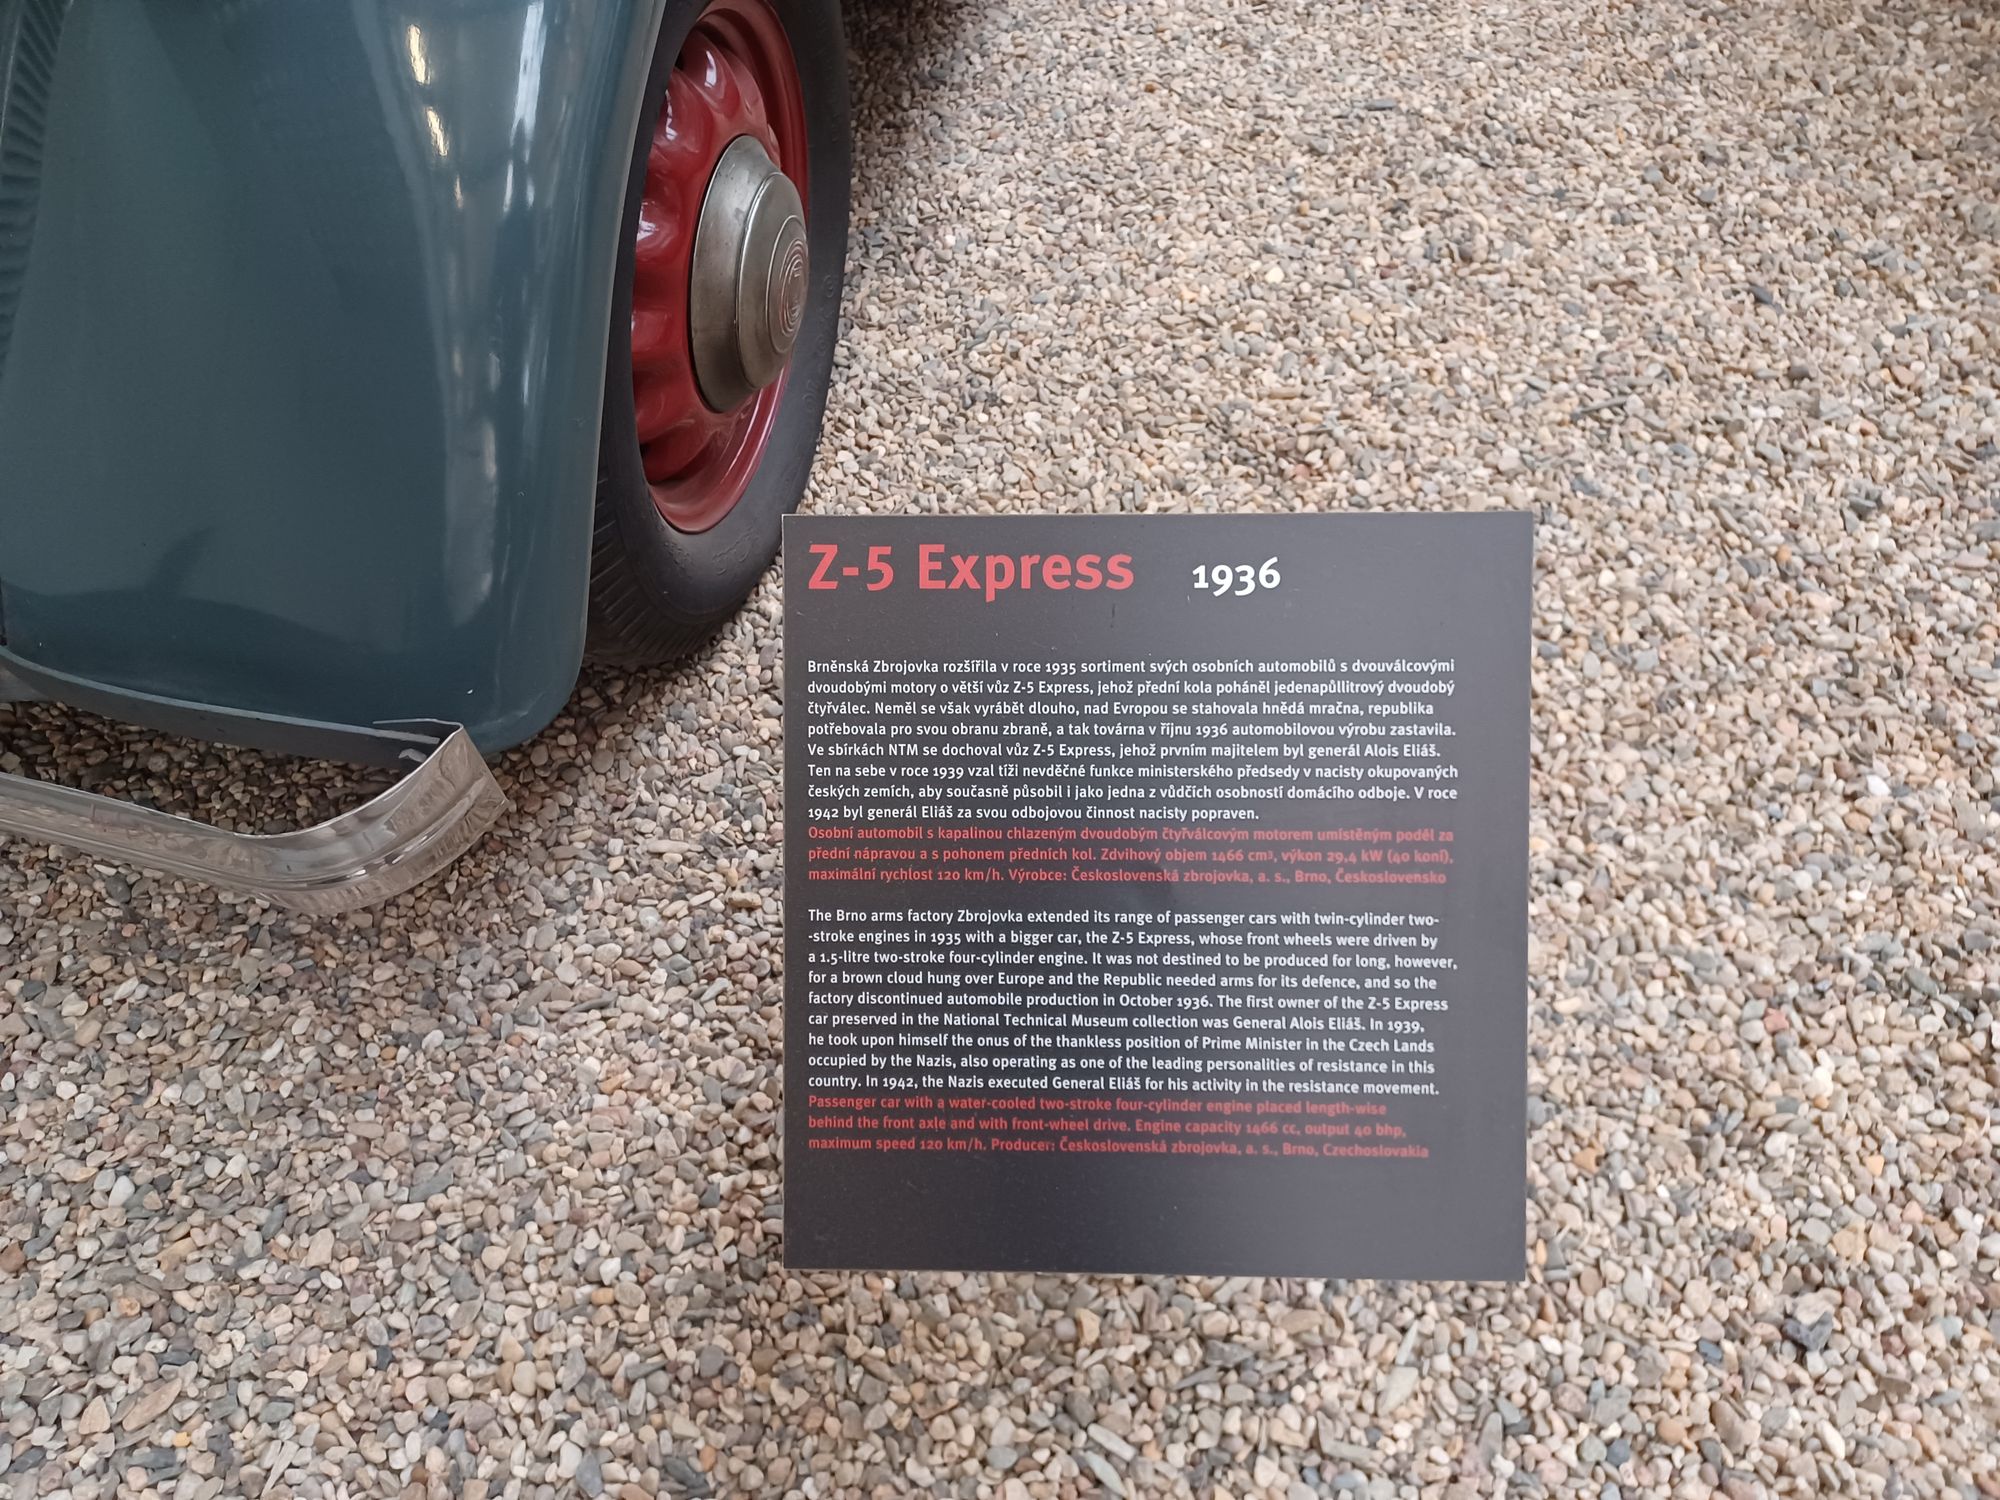 Z-5 Express 1936
Brněnská Zbrojovka rozšířila v roce 1935 sortiment svých osobních automobilů s dvouválcovými
dvoudobými motory o větší vůz Z-5 Express, jehož přední kola poháněl jedenapůllitrový dvoudobý
čtyřválec. Neměl se však vyrábět dlouho, nad Evropou se stahovala hnědá mračna, republika
potřebovala pro svou obranu zbraně, a tak továrna v říjnu 1936 automobilovou výrobu zastavila.
Ve sbírkách NTM se dochoval vůz Z-5 Express, jehož prvním majitelem byl generál Alois Eliáš.
Ten na sebe v roce 1939 vzal tíži nevděčné funkce ministerského předsedy v nacisty okupovaných
českých zemích, aby současně působil i jako jedna z vůdčích osobností domácího odboje. V roce
1942 byl generál Eliáš za svou odbojovou činnost nacisty popraven.
Osobní automobil s kapalinou chlazeným dvoudobým čtyřválcovým motorem umístěným podél za
přední nápravou a s pohonem předních kol. Zdvihový objem 1466 cm³, výkon 29,4 kW (40 koní),
maximální rychlost 120 km/h. Výrobce: Československá zbrojovka, a. s., Brno, Československo
The Brno arms factory Zbrojovka extended its range of passenger cars with twin-cylinder two-
-stroke engines in 1935 with a bigger car, the Z-5 Express, whose front wheels were driven by
a 1.5-litre two-stroke four-cylinder engine. It was not destined to be produced for long, however,
for a brown cloud hung over Europe and the Republic needed arms for its defence, and so the
factory discontinued automobile production in October 1936. The first owner of the Z-5 Express
car preserved in the National Technical Museum collection was General Alois Eliáš. In 1939,
he took upon himself the onus of the thankless position of Prime Minister in the Czech Lands
occupied by the Nazis, also operating as one of the leading personalities of resistance in this
country. In 1942, the Nazis executed General Eliáš for his activity in the resistance movement.
Passenger car with a water-cooled two-stroke four-cylinder engine placed length-wise
behind the front axle and with front-wheel drive. Engine capacity 1466 cc, output 40 bhp,
maximum speed 120 km/h. Producer: Československá zbrojovka, a. s., Brno, Czechoslovakia